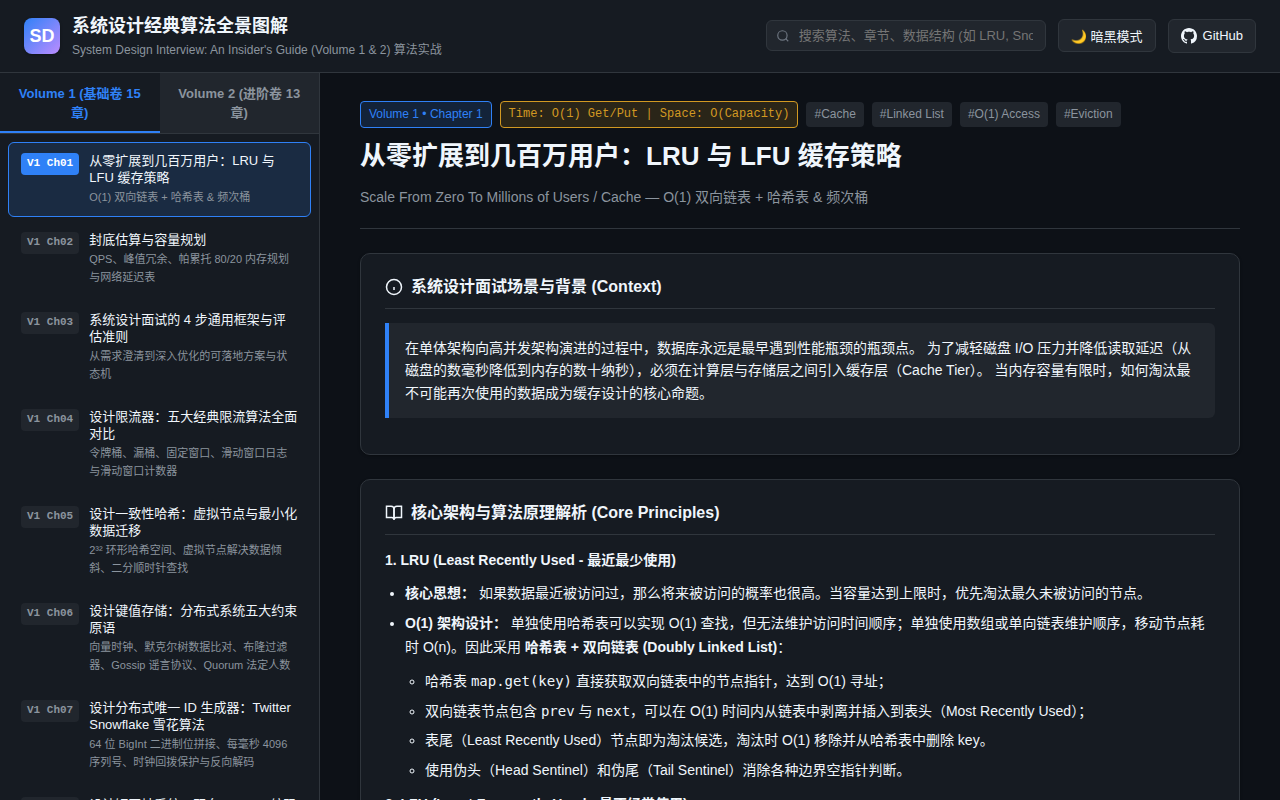 SD
系统设计经典算法全景图解
System Design Interview: An Insider's Guide (Volume 1 & 2) 算法实战
搜索算法、章节、数据结构 (如 LRU, Sno
🌙 暗黑模式
GitHub
Volume 1 (基础卷 15
章)
Volume 2 (进阶卷 13
章)
V1 Ch01
从零扩展到几百万用户：LRU 与
LFU 缓存策略
O(1) 双向链表 + 哈希表 & 频次桶
V1 Ch02
封底估算与容量规划
QPS、峰值冗余、帕累托 80/20 内存规划
与网络延迟表
V1 Ch03
系统设计面试的 4 步通用框架与评
估准则
从需求澄清到深入优化的可落地方案与状
态机
V1 Ch04
设计限流器：五大经典限流算法全面
对比
令牌桶、漏桶、固定窗口、滑动窗口日志
与滑动窗口计数器
V1 Ch05
设计一致性哈希：虚拟节点与最小化
数据迁移
2³² 环形哈希空间、虚拟节点解决数据倾
斜、二分顺时针查找
V1 Ch06
设计键值存储：分布式系统五大约束
原语
向量时钟、默克尔树数据比对、布隆过滤
器、Gossip 谣言协议、Quorum 法定人数
V1 Ch07
设计分布式唯一 ID 生成器：Twitter
Snowflake 雪花算法
64 位 BigInt 二进制位拼接、每毫秒 4096
序列号、时钟回拨保护与反向解码
Volume 1 • Chapter 1
Time: O(1) Get/Put | Space: O(Capacity)
#Cache
#Linked List
#O(1) Access
#Eviction
从零扩展到几百万用户：LRU 与 LFU 缓存策略
Scale From Zero To Millions of Users / Cache — O(1) 双向链表 + 哈希表 & 频次桶
系统设计面试场景与背景 (Context)
在单体架构向高并发架构演进的过程中，数据库永远是最早遇到性能瓶颈的瓶颈点。 为了减轻磁盘 I/O 压力并降低读取延迟（从
磁盘的数毫秒降低到内存的数十纳秒），必须在计算层与存储层之间引入缓存层（Cache Tier）。 当内存容量有限时，如何淘汰最
不可能再次使用的数据成为缓存设计的核心命题。
核心架构与算法原理解析 (Core Principles)
1. LRU (Least Recently Used - 最近最少使用)
• 核心思想： 如果数据最近被访问过，那么将来被访问的概率也很高。当容量达到上限时，优先淘汰最久未被访问的节点。
• O(1) 架构设计： 单独使用哈希表可以实现 O(1) 查找，但无法维护访问时间顺序；单独使用数组或单向链表维护顺序，移动节点耗
时 O(n)。因此采用 哈希表 + 双向链表 (Doubly Linked List)：
◦ 哈希表 map.get(key) 直接获取双向链表中的节点指针，达到 O(1) 寻址；
◦ 双向链表节点包含 prev 与 next，可以在 O(1) 时间内从链表中剥离并插入到表头（Most Recently Used）；
◦ 表尾（Least Recently Used）节点即为淘汰候选，淘汰时 O(1) 移除并从哈希表中删除 key。
◦ 使用伪头（Head Sentinel）和伪尾（Tail Sentinel）消除各种边界空指针判断。